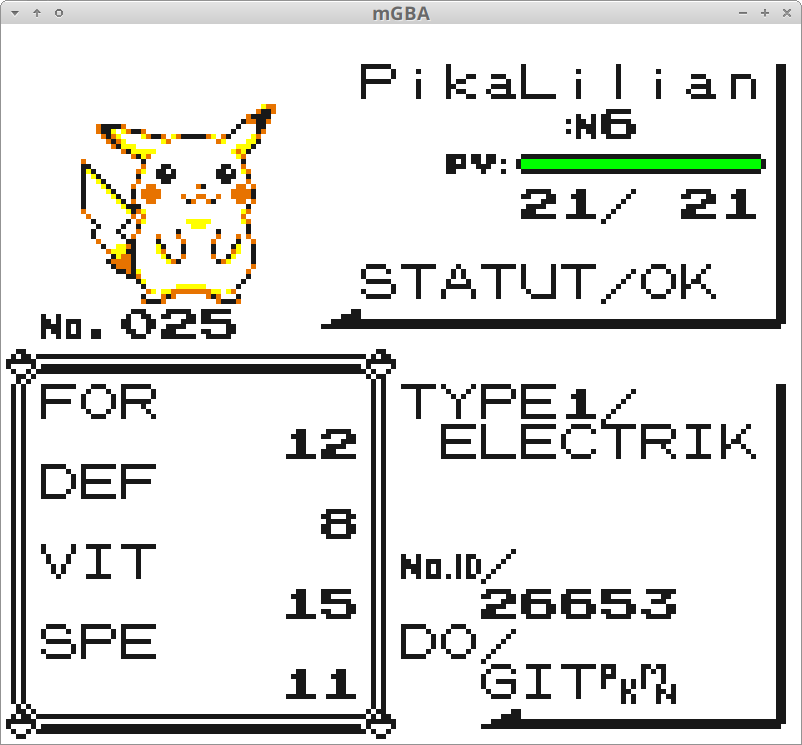 mGBA
PikaLilian
:N6
PV:
21/ 21
STATUT/OK
No.025
FOR
12
DEF
8
VIT
15
SPE
11
TYPE1/
ELECTRIK
No.ID/
26653
DO/
GITPKMN